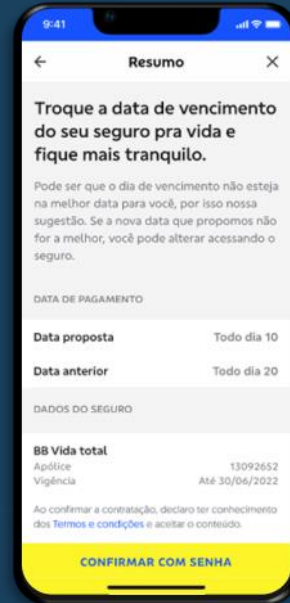 9:41
Resumo
Troque a data de vencimento
do seu seguro pra vida e
fique mais tranquilo.
Pode ser que o dia de vencimento não esteja
na melhor data para você, por isso nossa
sugestão. Se a nova data que propomos não
for a melhor, você pode alterar acessando o
seguro.
DATA DE PAGAMENTO
Data proposta Todo dia 10
Data anterior Todo dia 20
DADOS DO SEGURO
BB Vida total
Apólice 13092652
Vigência Até 30/06/2022
Ao confirmar a contratação, declaro ter conhecimento
dos Termos e condições e aceitar o conteúdo.
CONFIRMAR COM SENHA